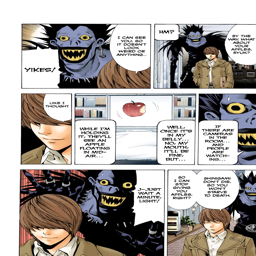 HM?
BY THE
WAY, WHAT
ABOUT
YOUR
APPLES,
RYUK?
I CAN SEE
YOU, SO
IT DOESN'T
LOOK
WEIRD OR
ANYTHING...
YIKES!
IF
THERE ARE
CAMERAS
IN THE
ROOM...
AND
PEOPLE
ARE
WATCH-
ING...
WELL,
ONCE IT'S
IN MY
BELLY...
NO, MY
MOUTH,
IT'LL BE
FINE,
BUT...
WHILE I'M
HOLDING
IT, THEY'LL
SEE AN
APPLE
FLOATING
IN MID-
AIR...
LIKE I
THOUGHT.
SHINIGAMI
DON'T DIE,
SO YOU
WON'T
STARVE
TO DEATH.
SO
I CAN
STOP
GIVING
YOU
APPLES,
RIGHT?
J-JUST
WAIT A
MINUTE,
LIGHT!